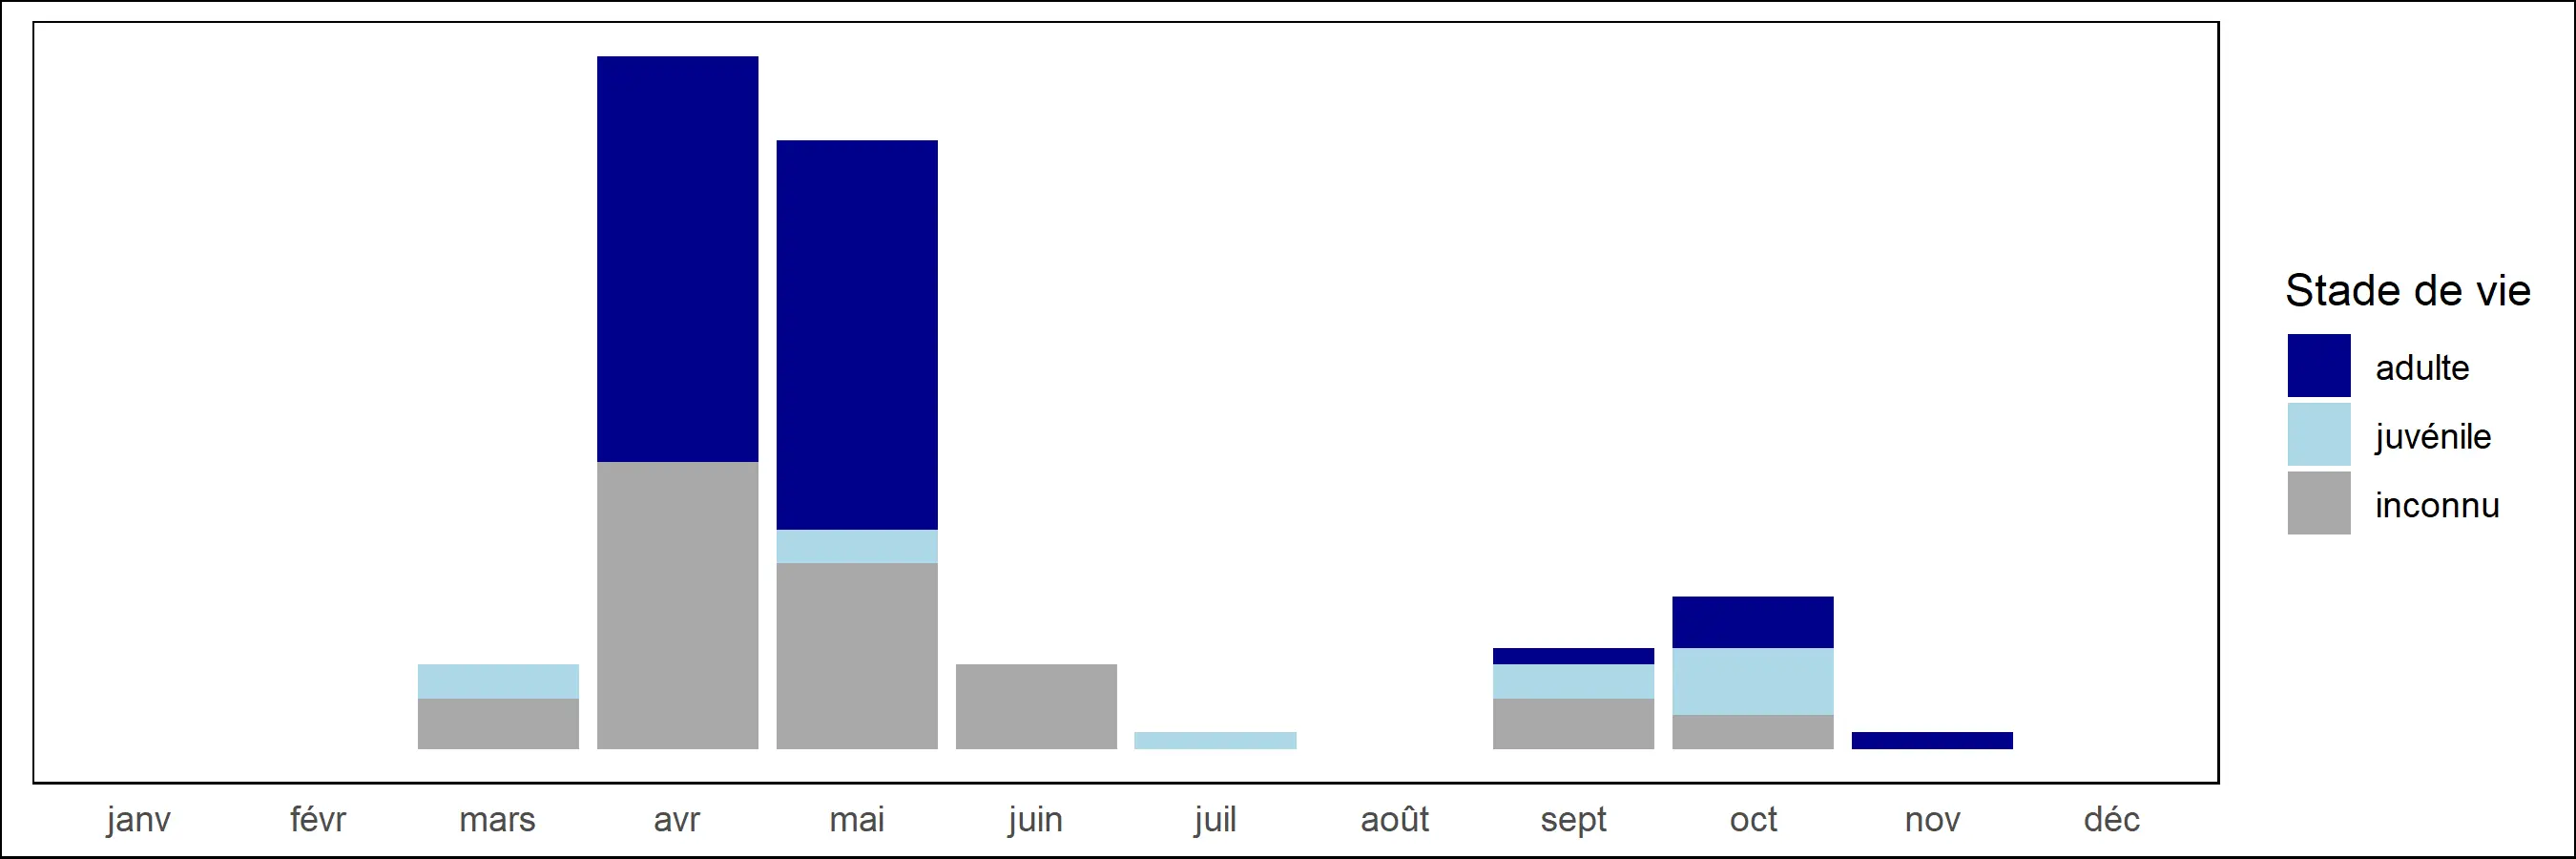 Stade de vie
adulte
juvénile
inconnu
janv févr mars avr mai juin juil août sept oct nov déc